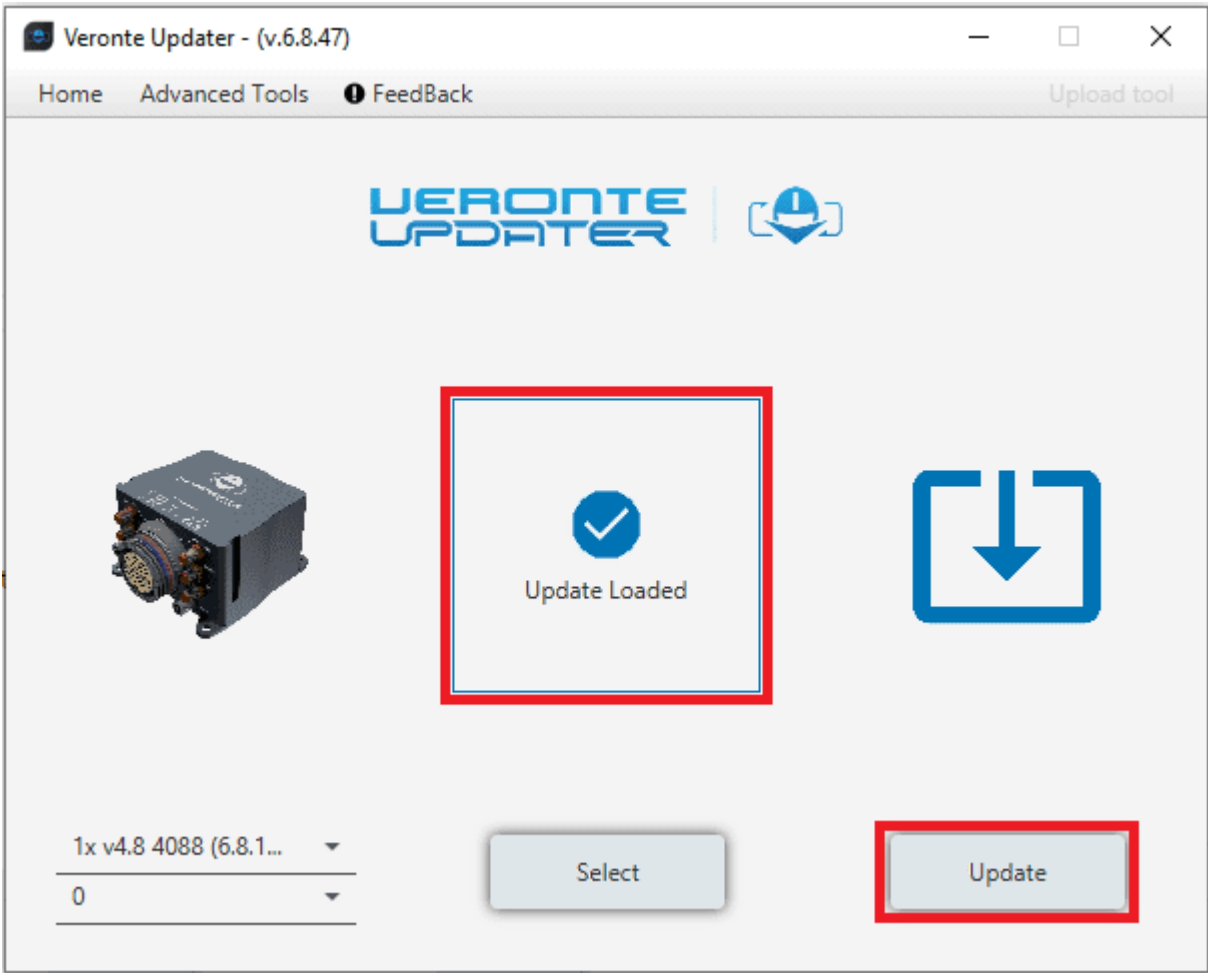 Veronte Updater - (v.6.8.47)
Home Advanced Tools FeedBack Upload tool
VERONTE
UPDATER
Update Loaded
1x v4.8 4088 (6.8.1...
0
Select
Update